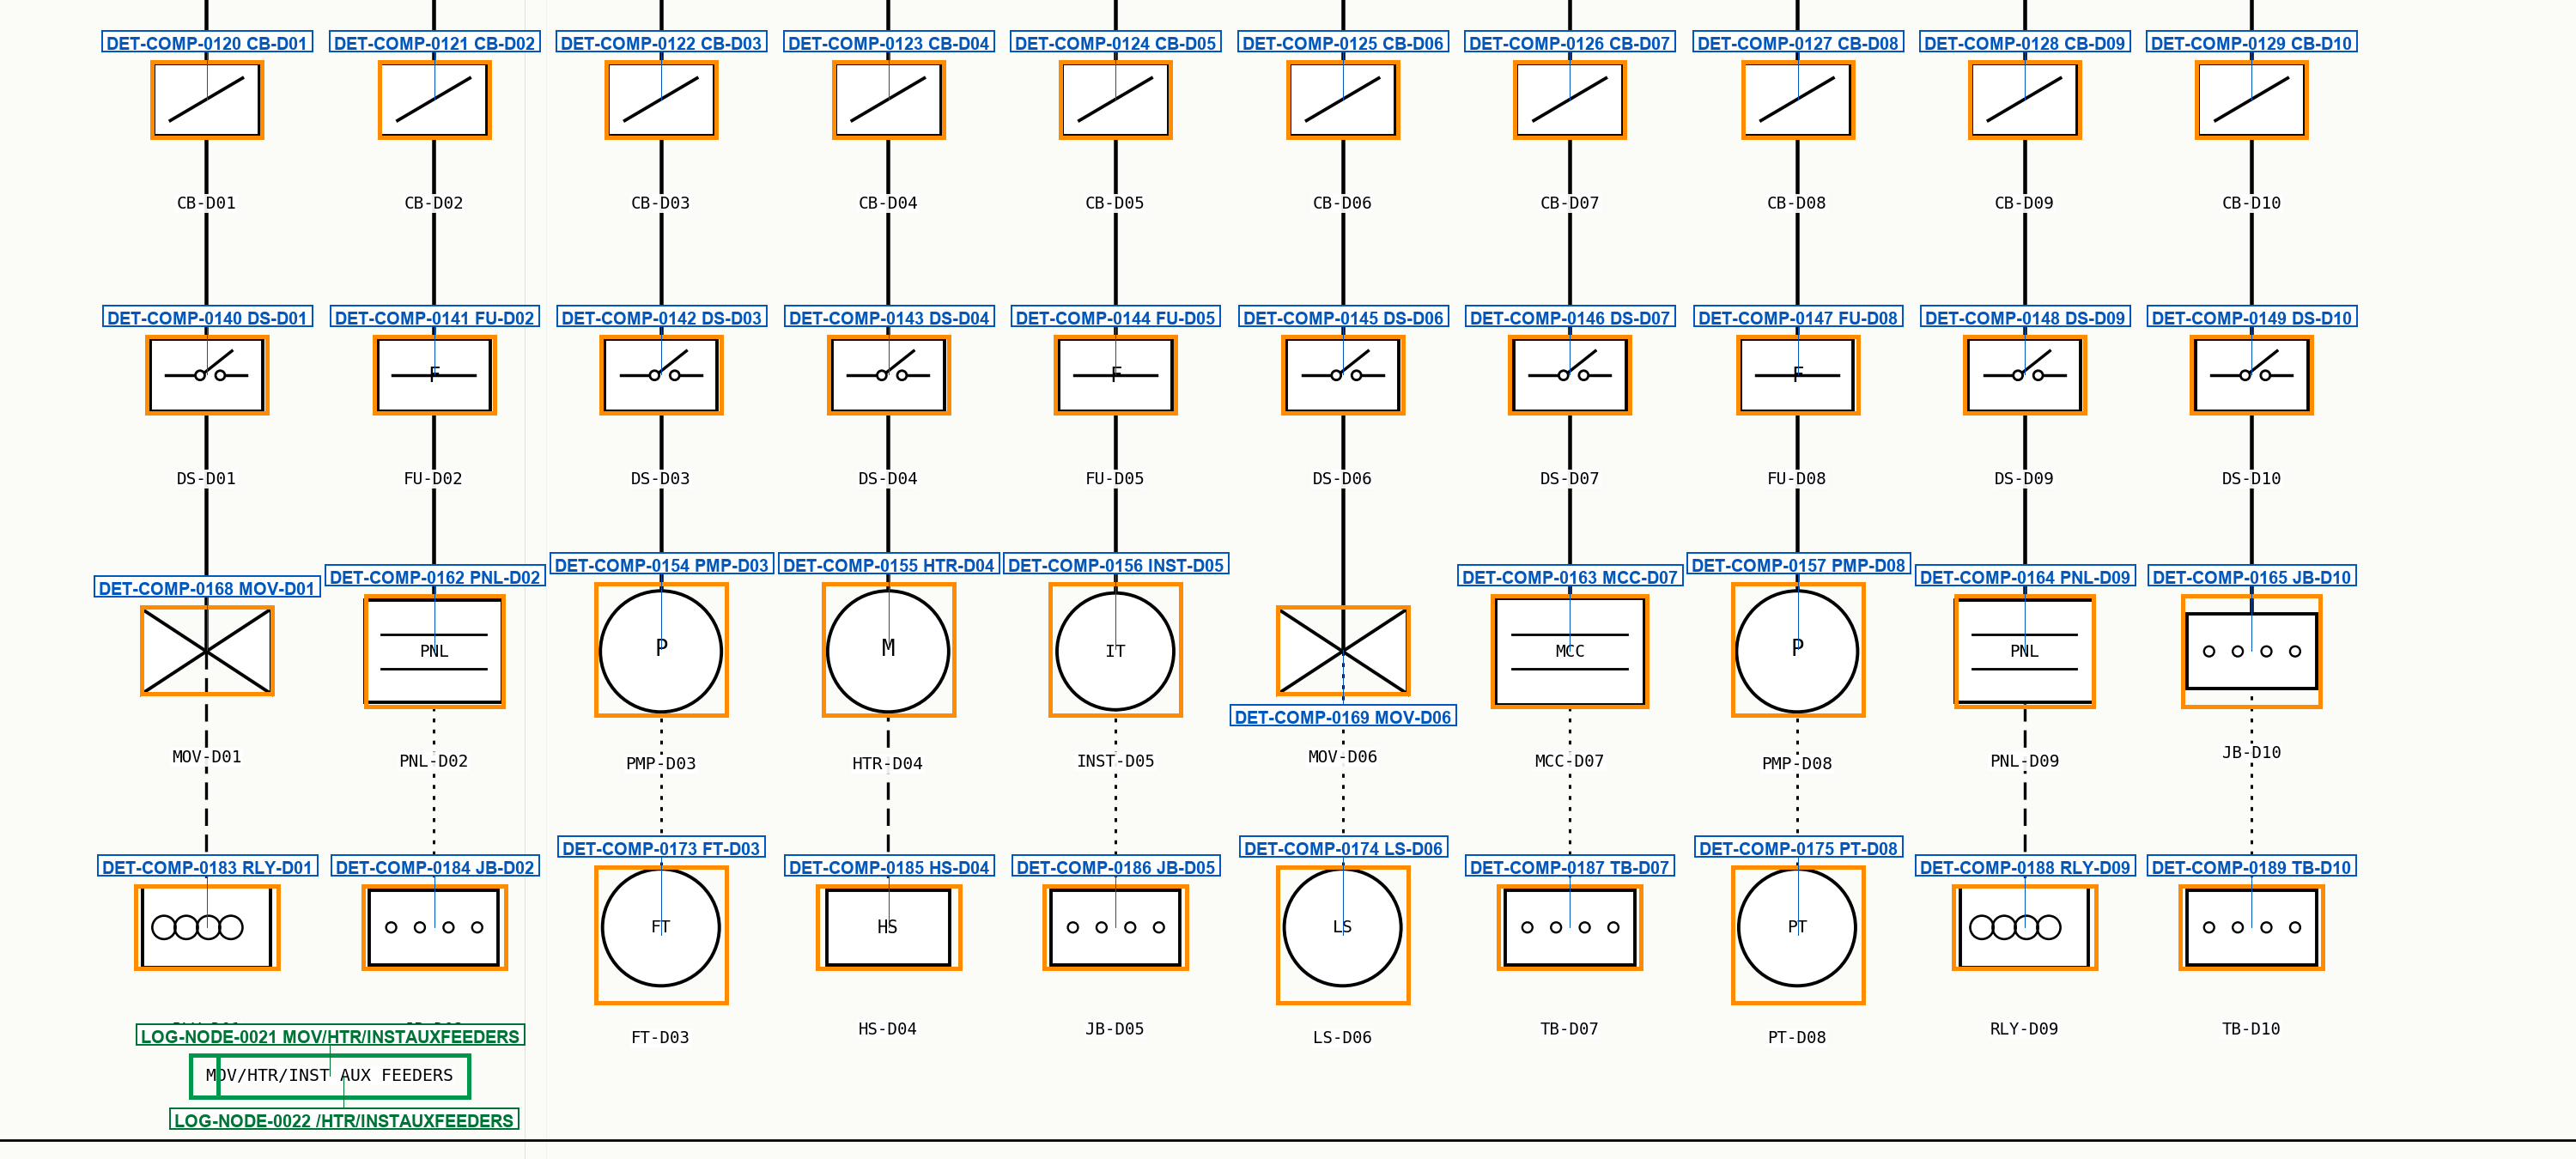 DET-COMP-0120 CB-D01 DET-COMP-0121 CB-D02 DET-COMP-0122 CB-D03 DET-COMP-0123 CB-D04 DET-COMP-0124 CB-D05 DET-COMP-0125 CB-D06 DET-COMP-0126 CB-D07 DET-COMP-0127 CB-D08 DET-COMP-0128 CB-D09 DET-COMP-0129 CB-D10
CB-D01 CB-D02 CB-D03 CB-D04 CB-D05 CB-D06 CB-D07 CB-D08 CB-D09 CB-D10
DET-COMP-0140 DS-D01 DET-COMP-0141 FU-D02 DET-COMP-0142 DS-D03 DET-COMP-0143 DS-D04 DET-COMP-0144 FU-D05 DET-COMP-0145 DS-D06 DET-COMP-0146 DS-D07 DET-COMP-0147 FU-D08 DET-COMP-0148 DS-D09 DET-COMP-0149 DS-D10
F F F
DS-D01 FU-D02 DS-D03 DS-D04 FU-D05 DS-D06 DS-D07 FU-D08 DS-D09 DS-D10
DET-COMP-0154 PMP-D03 DET-COMP-0155 HTR-D04 DET-COMP-0156 INST-D05 DET-COMP-0157 PMP-D08
DET-COMP-0162 PNL-D02 DET-COMP-0163 MCC-D07 DET-COMP-0164 PNL-D09 DET-COMP-0165 JB-D10
DET-COMP-0168 MOV-D01
PNL P M IT MCC P PNL
DET-COMP-0169 MOV-D06
MOV-D01 PNL-D02 PMP-D03 HTR-D04 INST-D05 MOV-D06 MCC-D07 PMP-D08 PNL-D09 JB-D10
DET-COMP-0173 FT-D03 DET-COMP-0174 LS-D06 DET-COMP-0175 PT-D08
DET-COMP-0183 RLY-D01 DET-COMP-0184 JB-D02 DET-COMP-0185 HS-D04 DET-COMP-0186 JB-D05 DET-COMP-0187 TB-D07 DET-COMP-0188 RLY-D09 DET-COMP-0189 TB-D10
FT HS LS PT
FT-D03 HS-D04 JB-D05 LS-D06 TB-D07 PT-D08 RLY-D09 TB-D10
LOG-NODE-0021 MOV/HTR/INSTAUXFEEDERS
MOV/HTR/INST AUX FEEDERS
LOG-NODE-0022 /HTR/INSTAUXFEEDERS